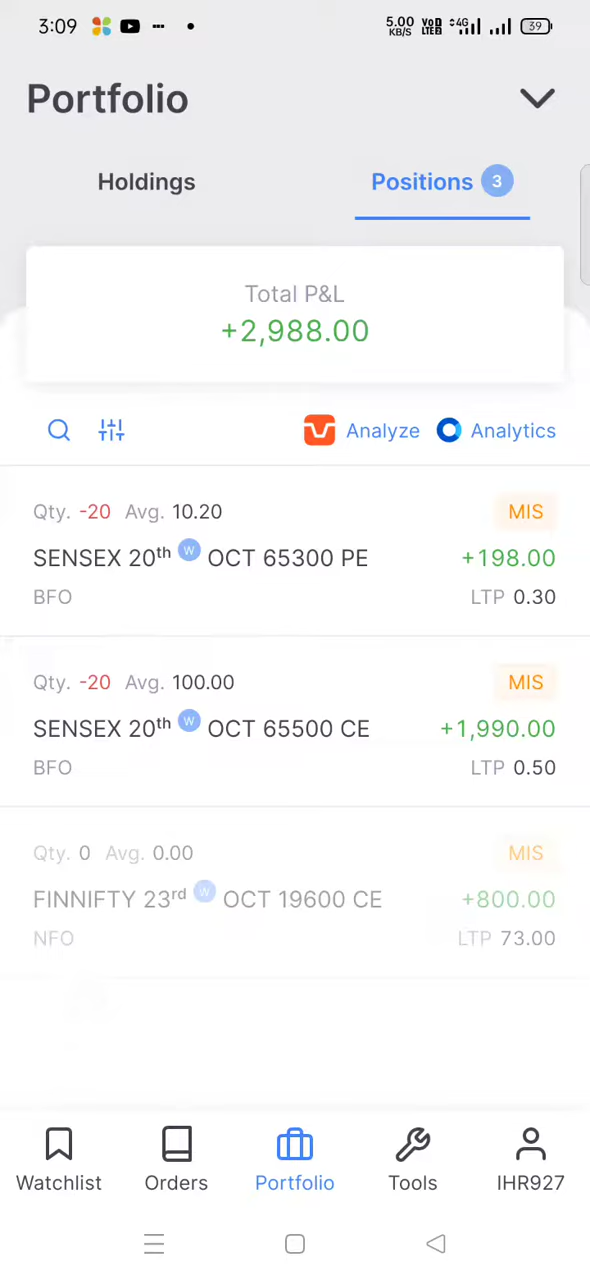 3:09 5.00 KB/S VoD LTE2 4G 39
Portfolio
Holdings Positions 3
Total P&L
+2,988.00
Analyze Analytics
Qty. -20 Avg. 10.20 MIS
SENSEX 20th W OCT 65300 PE +198.00
BFO LTP 0.30
Qty. -20 Avg. 100.00 MIS
SENSEX 20th W OCT 65500 CE +1,990.00
BFO LTP 0.50
Qty. 0 Avg. 0.00 MIS
FINNIFTY 23rd W OCT 19600 CE +800.00
NFO LTP 73.00
Watchlist Orders Portfolio Tools IHR927